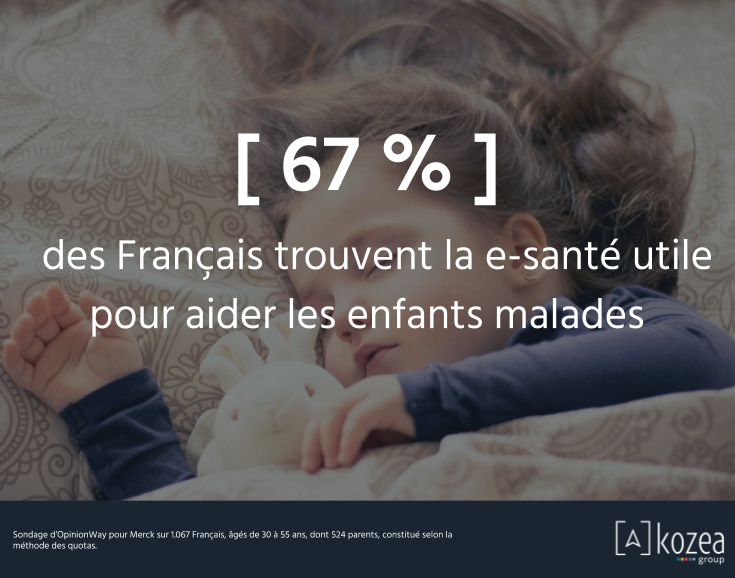 [ 67 % ]
des Français trouvent la e-santé utile
pour aider les enfants malades
Sondage d'OpinionWay pour Merck sur 1.067 Français, âgés de 30 à 55 ans, dont 524 parents, constitué selon la
méthode des quotas.
[A]kozea
group